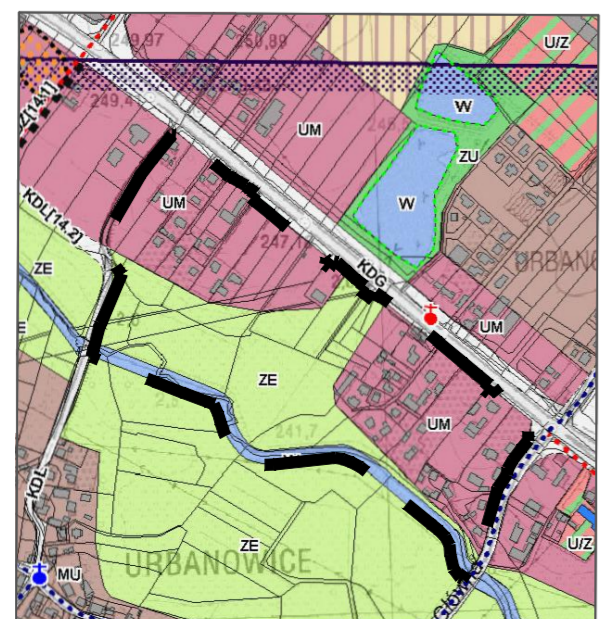 249,97
250,89
U/Z
249,4
Z[14.1]
UM
W
ZU
UM
W
KDL[14.2]
247,1
URBAN
ZE
KDG
UM
ZE
UM
241,7
KDL
ZE
U/Z
URBANOWICE
MU